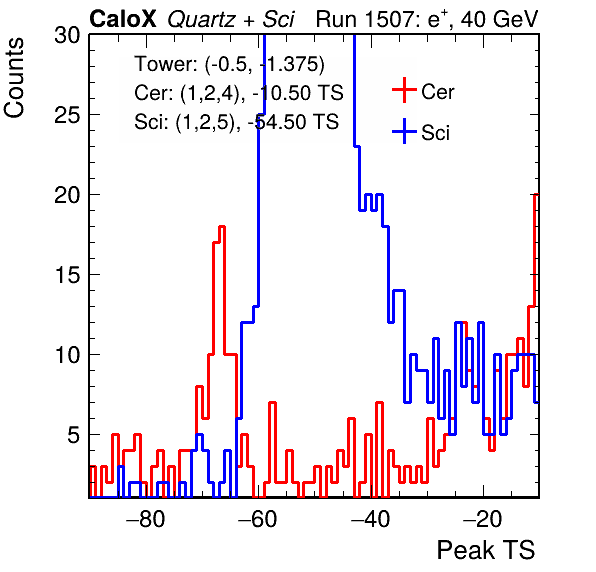 CaloX Quartz + Sci Run 1507: e+, 40 GeV
Counts
30
25
20
15
10
5
Tower: (-0.5, -1.375)
Cer: (1,2,4), -10.50 TS
Sci: (1,2,5), -54.50 TS
Cer
Sci
−80 −60 −40 −20
Peak TS